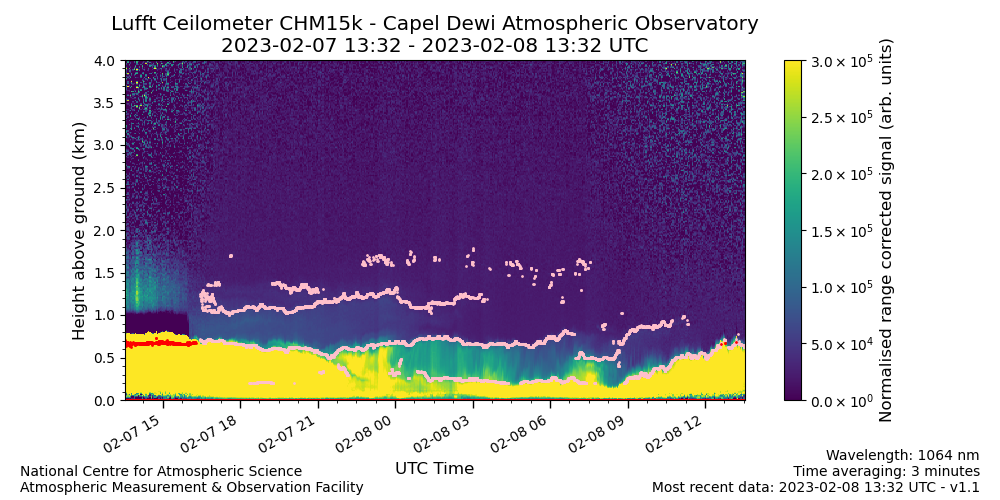 Lufft Ceilometer CHM15k - Capel Dewi Atmospheric Observatory
2023-02-07 13:32 - 2023-02-08 13:32 UTC
Height above ground (km)
4.0
3.5
3.0
2.5
2.0
1.5
1.0
0.5
0.0
02-07 15
02-07 18
02-07 21
02-08 00
02-08 03
02-08 06
02-08 09
02-08 12
UTC Time
3.0 × 10⁵
2.5 × 10⁵
2.0 × 10⁵
1.5 × 10⁵
1.0 × 10⁵
5.0 × 10⁴
0.0 × 10⁰
Normalised range corrected signal (arb. units)
National Centre for Atmospheric Science
Atmospheric Measurement & Observation Facility
Wavelength: 1064 nm
Time averaging: 3 minutes
Most recent data: 2023-02-08 13:32 UTC - v1.1